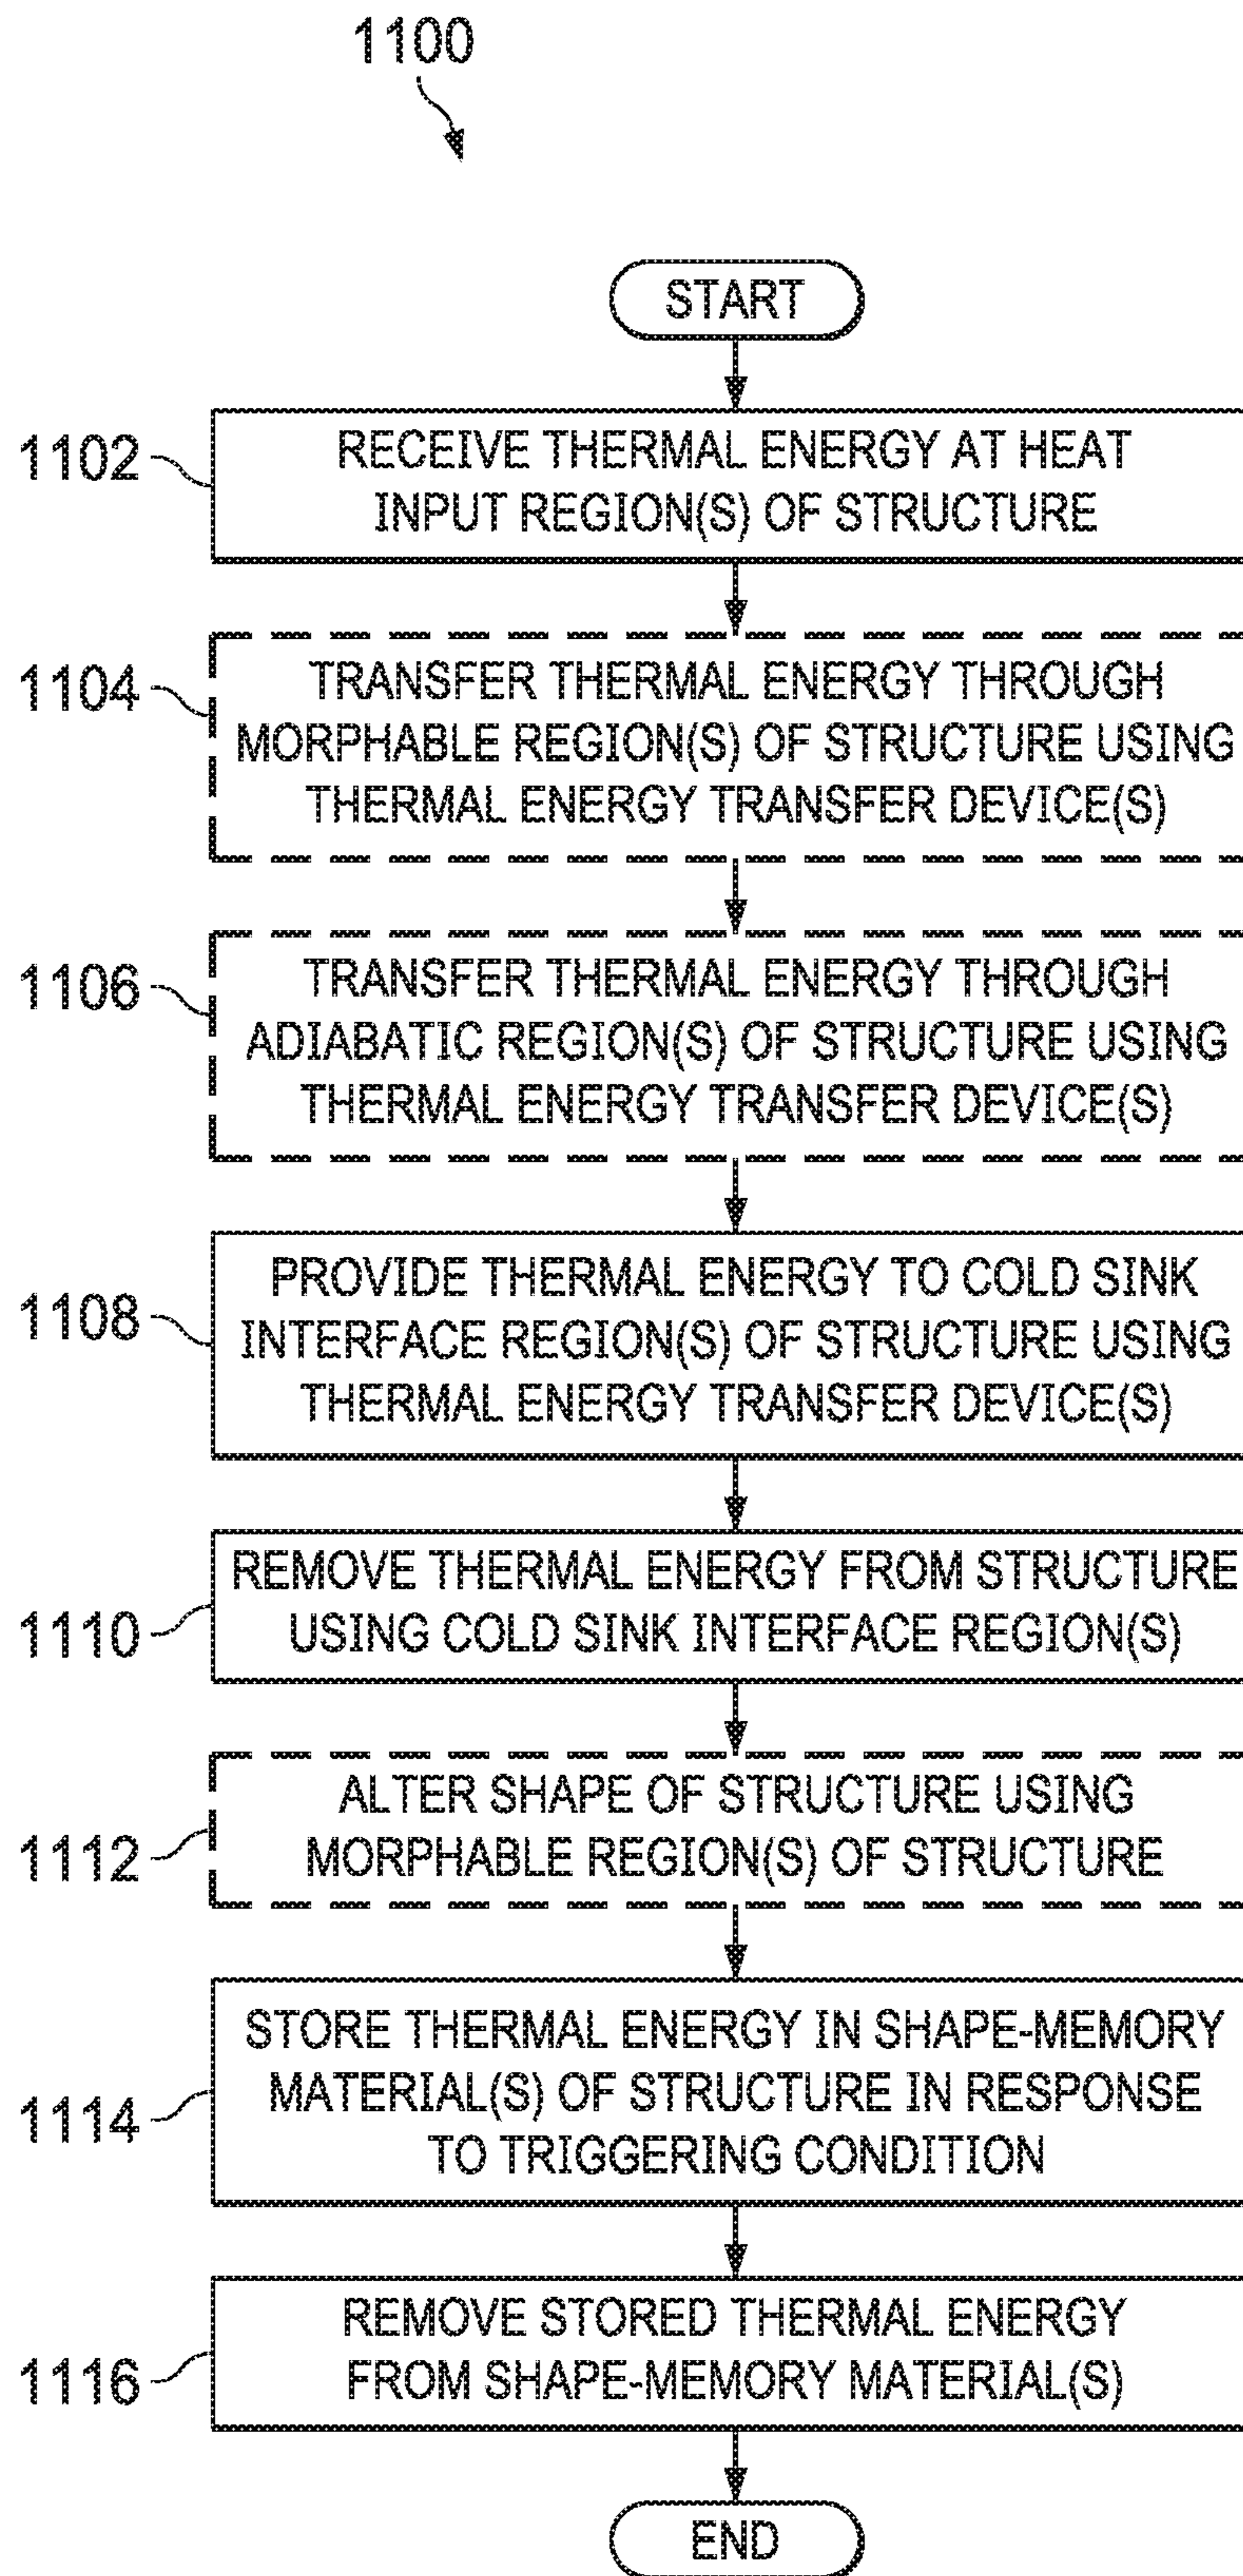 1100
START
1102
RECEIVE THERMAL ENERGY AT HEAT
INPUT REGION(S) OF STRUCTURE
1104
TRANSFER THERMAL ENERGY THROUGH
MORPHABLE REGION(S) OF STRUCTURE USING
THERMAL ENERGY TRANSFER DEVICE(S)
1106
TRANSFER THERMAL ENERGY THROUGH
ADIABATIC REGION(S) OF STRUCTURE USING
THERMAL ENERGY TRANSFER DEVICE(S)
1108
PROVIDE THERMAL ENERGY TO COLD SINK
INTERFACE REGION(S) OF STRUCTURE USING
THERMAL ENERGY TRANSFER DEVICE(S)
1110
REMOVE THERMAL ENERGY FROM STRUCTURE
USING COLD SINK INTERFACE REGION(S)
1112
ALTER SHAPE OF STRUCTURE USING
MORPHABLE REGION(S) OF STRUCTURE
1114
STORE THERMAL ENERGY IN SHAPE-MEMORY
MATERIAL(S) OF STRUCTURE IN RESPONSE
TO TRIGGERING CONDITION
1116
REMOVE STORED THERMAL ENERGY
FROM SHAPE-MEMORY MATERIAL(S)
END